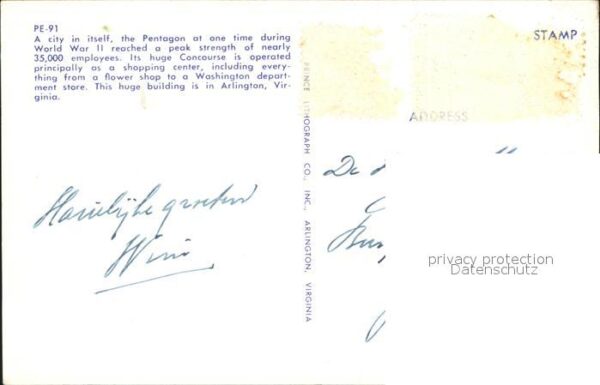 PE-91
A city in itself, the Pentagon at one time during
World War II reached a peak strength of nearly
35,000 employees. Its huge Concourse is operated
principally as a shopping center, including every-
thing from a flower shop to a Washington depart-
ment store. This huge building is in Arlington, Vir-
ginia.
Hartelijke groeten
Wim
PRINCE LITHOGRAPH CO., INC. ARLINGTON, VIRGINIA
STAMP
ADDRESS
De
privacy protection
Datenschutz